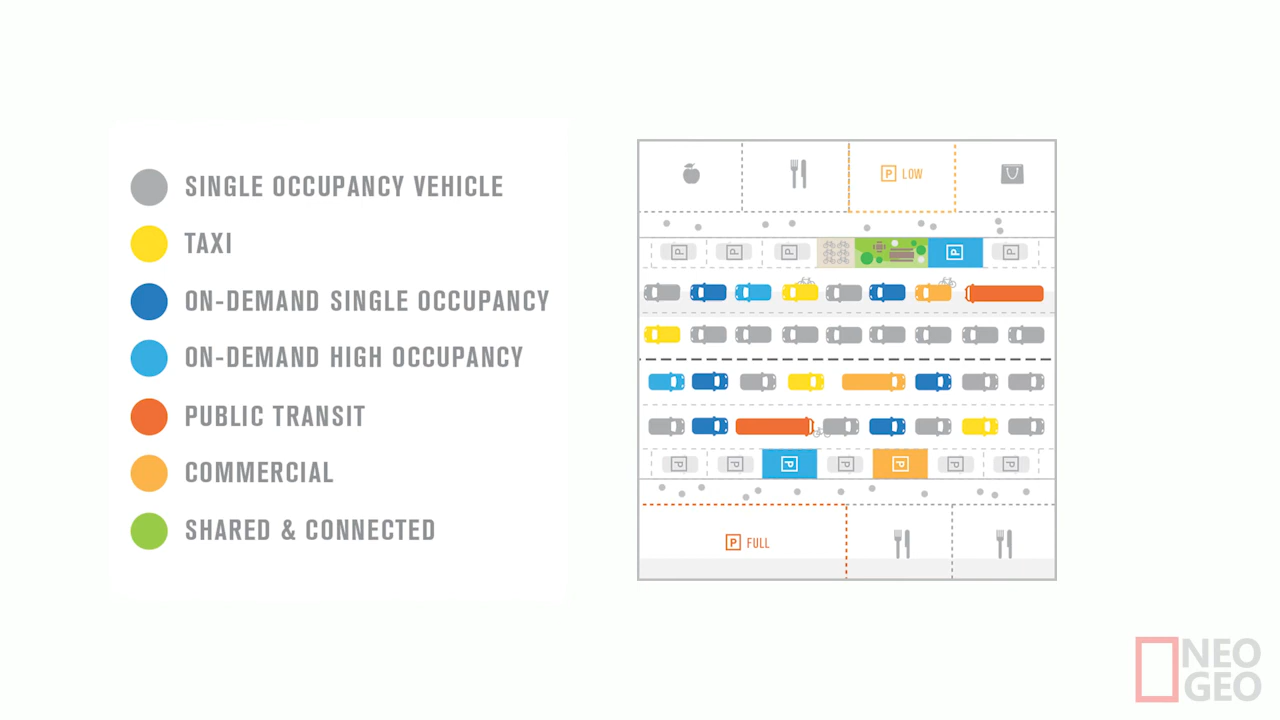 SINGLE OCCUPANCY VEHICLE
TAXI
ON-DEMAND SINGLE OCCUPANCY
ON-DEMAND HIGH OCCUPANCY
PUBLIC TRANSIT
COMMERCIAL
SHARED & CONNECTED
P LOW
P
P
P
P
P
P
P
P
P
P
P
P
P FULL
NEO
GEO